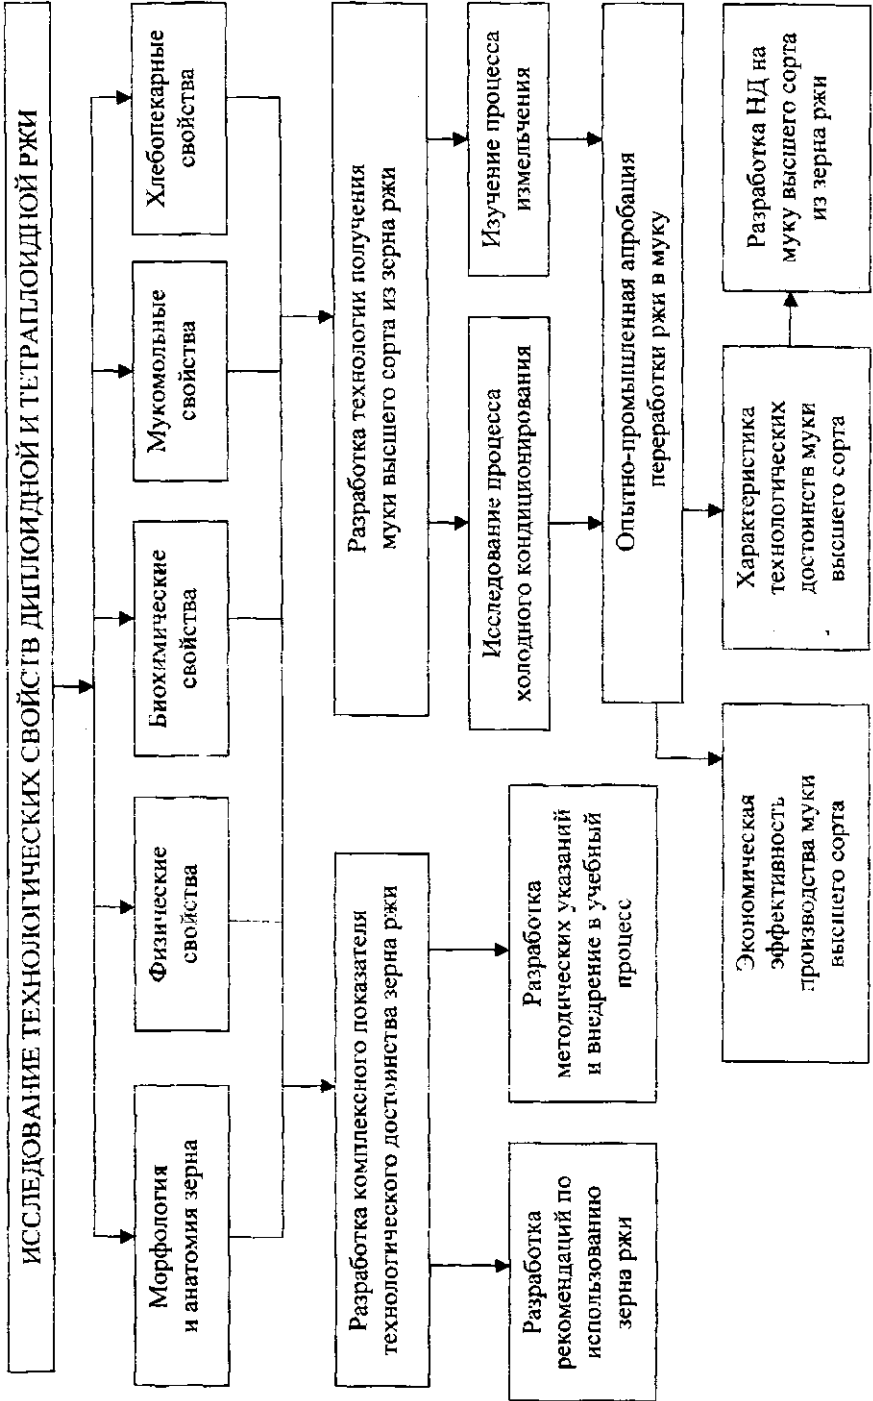 ИССЛЕДОВАНИЕ ТЕХНОЛОГИЧЕСКИХ СВОЙСТВ ДИПЛОИДНОЙ И ТЕТРАПЛОИДНОЙ РЖИ
Морфология
и анатомия зерна
Физические
свойства
Биохимические
свойства
Мукомольные
свойства
Хлебопекарные
свойства
Разработка комплексного показателя
технологического достоинства зерна ржи
Разработка технологии получения
муки высшего сорта из зерна ржи
Разработка
рекомендаций по
использованию
зерна ржи
Разработка
методических указаний
и внедрение в учебный
процесс
Исследование процесса
холодного кондиционирования
Изучение процесса
измельчения
Опытно-промышленная апробация
переработки ржи в муку
Экономическая
эффективность
производства муки
высшего сорта
Характеристика
технологических
достоинств муки
высшего сорта
Разработка НД на
муку высшего сорта
из зерна ржи